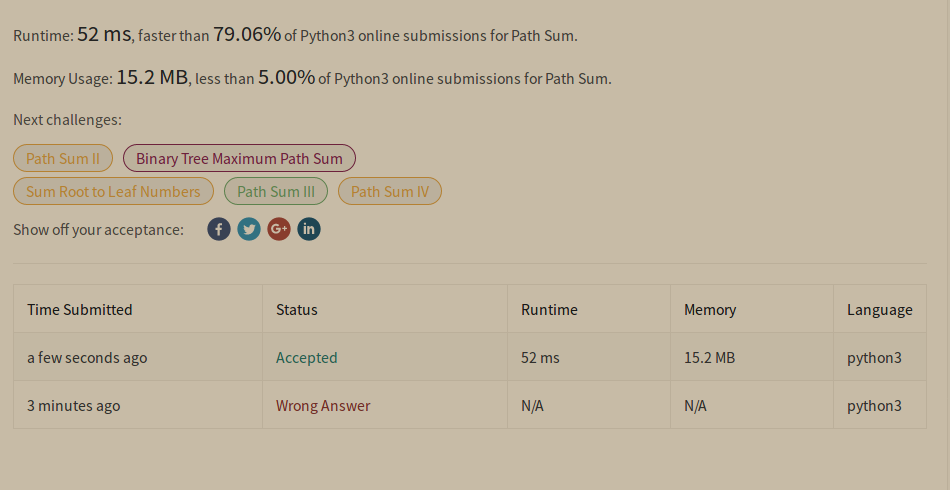 Runtime: 52 ms, faster than 79.06% of Python3 online submissions for Path Sum.
Memory Usage: 15.2 MB, less than 5.00% of Python3 online submissions for Path Sum.
Next challenges:
Path Sum II Binary Tree Maximum Path Sum
Sum Root to Leaf Numbers Path Sum III Path Sum IV
Show off your acceptance: f G+ in
Time Submitted Status Runtime Memory Language
a few seconds ago Accepted 52 ms 15.2 MB python3
3 minutes ago Wrong Answer N/A N/A python3